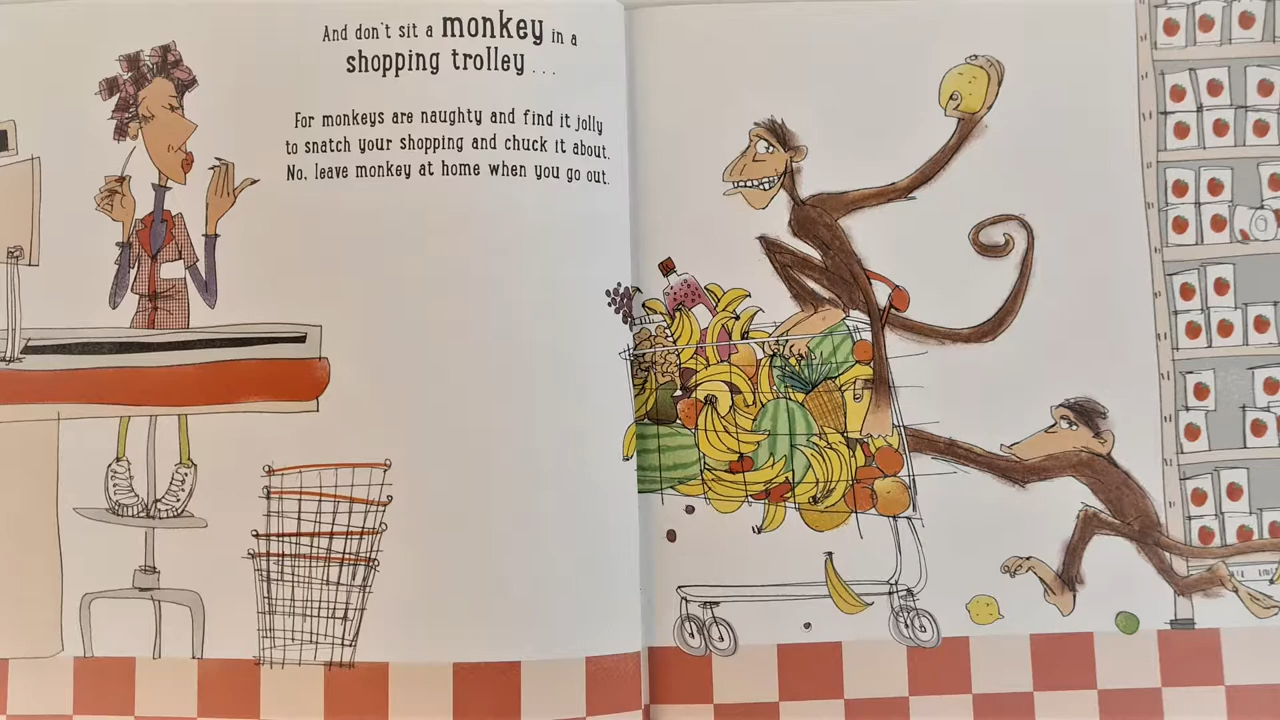 And don't sit a monkey in a
shopping trolley ...
For monkeys are naughty and find it jolly
to snatch your shopping and chuck it about.
No, leave monkey at home when you go out.